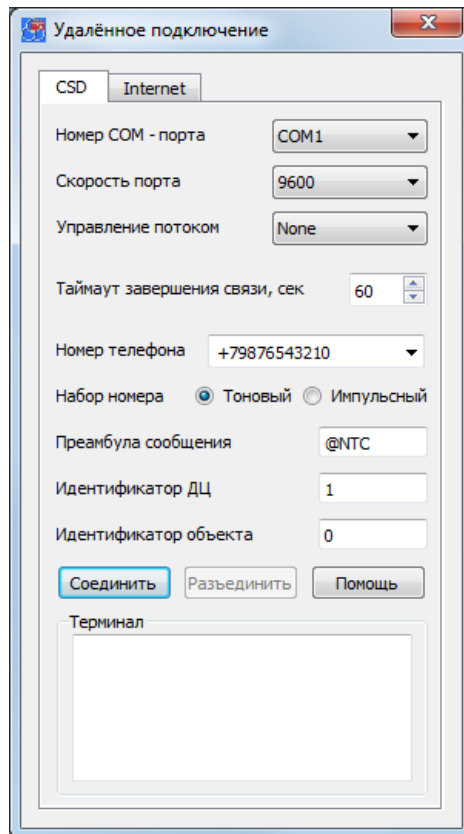 Удалённое подключение
CSD Internet
Номер COM - порта COM1
Скорость порта 9600
Управление потоком None
Таймаут завершения связи, сек 60
Номер телефона +79876543210
Набор номера Тоновый Импульсный
Преамбула сообщения @NTC
Идентификатор ДЦ 1
Идентификатор объекта 0
Соединить Разъединить Помощь
Терминал